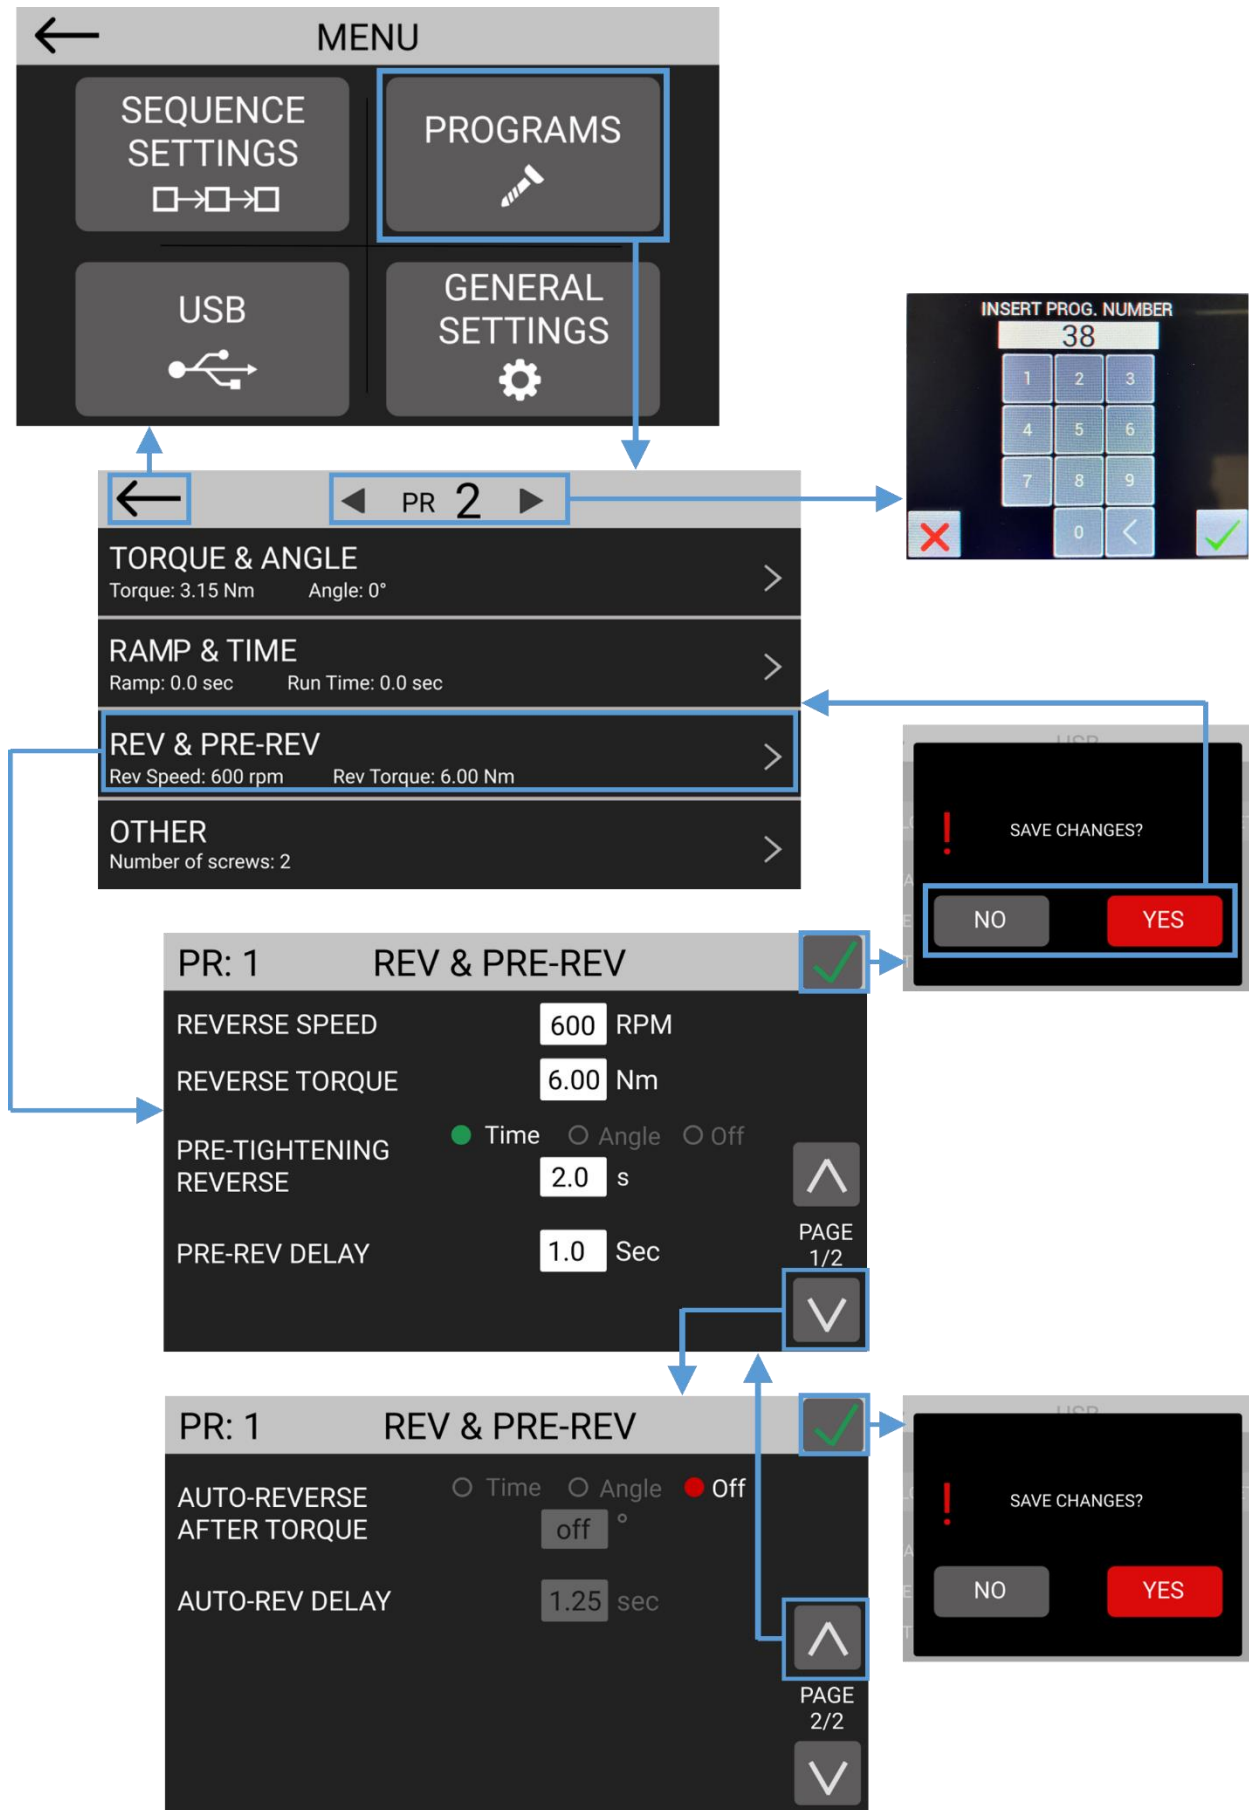 MENU
SEQUENCE
SETTINGS
PROGRAMS
USB
GENERAL
SETTINGS
INSERT PROG. NUMBER
38
1 2 3
4 5 6
7 8 9
0 <
PR 2
TORQUE & ANGLE
Torque: 3.15 Nm Angle: 0°
RAMP & TIME
Ramp: 0.0 sec Run Time: 0.0 sec
REV & PRE-REV
Rev Speed: 600 rpm Rev Torque: 6.00 Nm
OTHER
Number of screws: 2
! SAVE CHANGES?
NO YES
PR: 1 REV & PRE-REV
REVERSE SPEED 600 RPM
REVERSE TORQUE 6.00 Nm
Time Angle Off
PRE-TIGHTENING
REVERSE 2.0 s
PRE-REV DELAY 1.0 Sec
PAGE
1/2
PR: 1 REV & PRE-REV
Time Angle Off
AUTO-REVERSE
AFTER TORQUE off °
AUTO-REV DELAY 1.25 sec
PAGE
2/2
! SAVE CHANGES?
NO YES